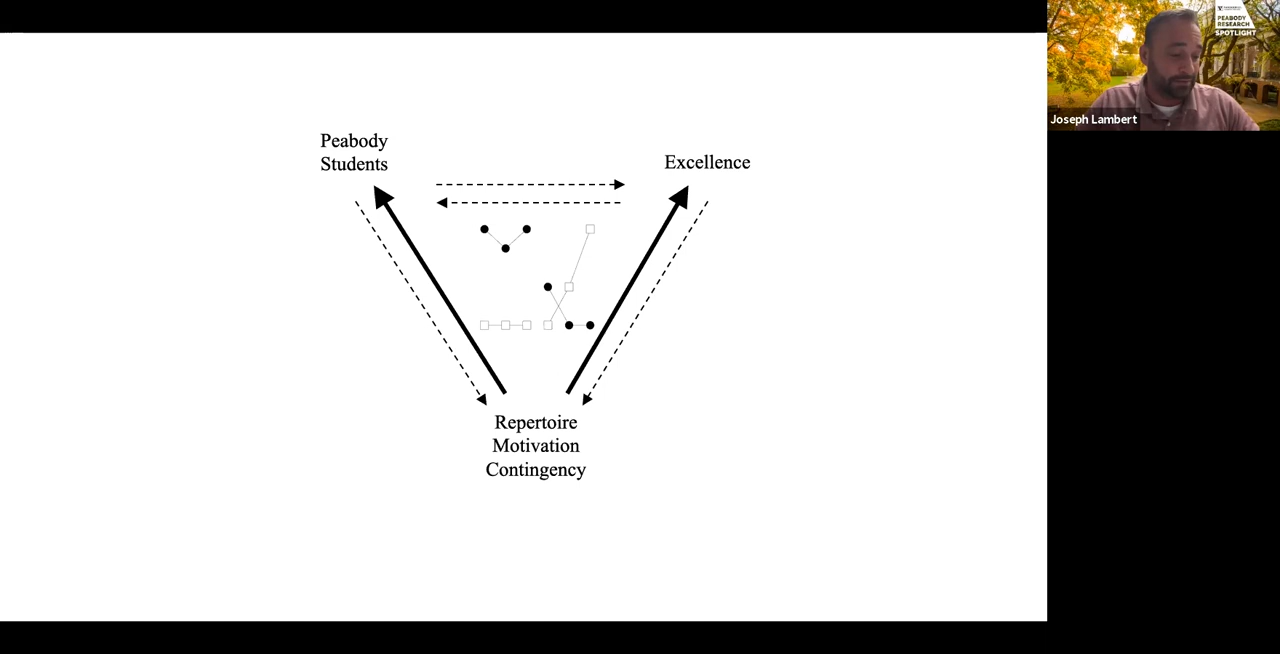 Peabody
Students
Excellence
Repertoire
Motivation
Contingency
PEABODY
RESEARCH
SPOTLIGHT
Joseph Lambert